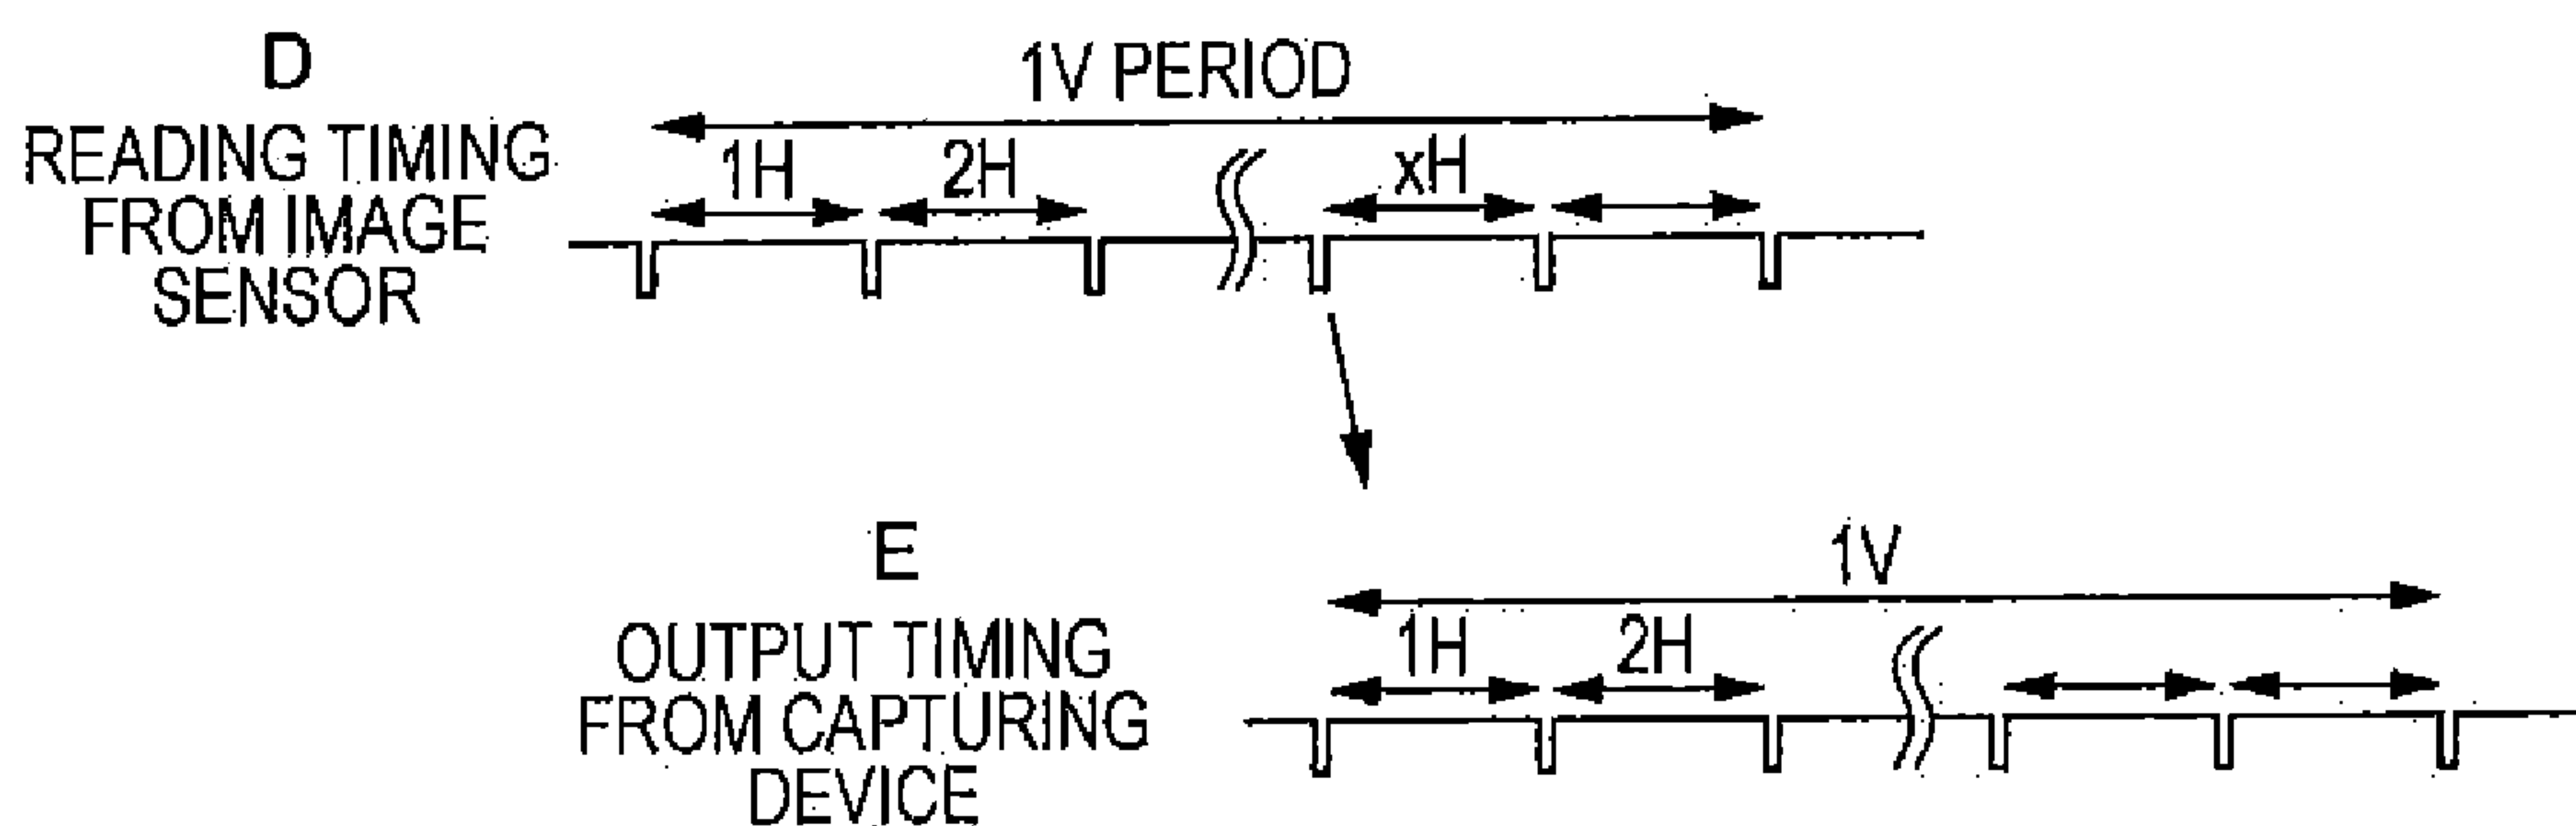 D
READING TIMING
FROM IMAGE
SENSOR
1V PERIOD
1H 2H xH
E
OUTPUT TIMING
FROM CAPTURING
DEVICE
1V
1H 2H